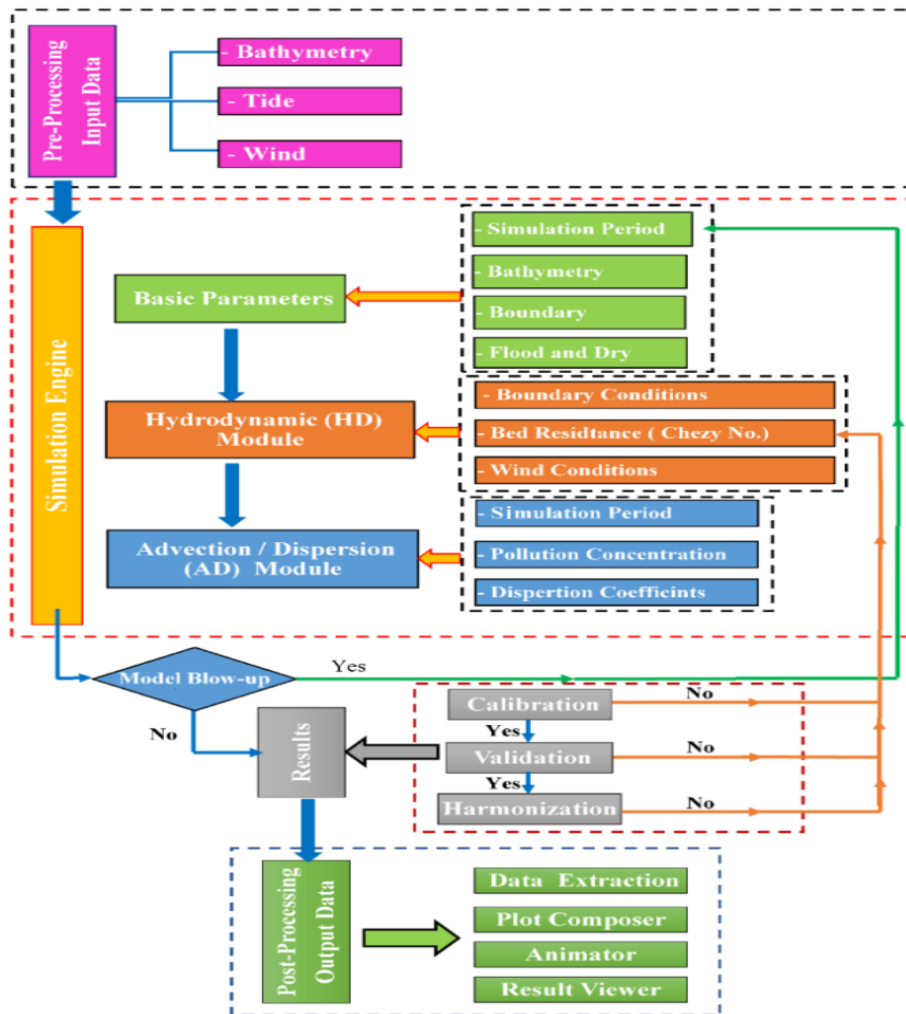 Pre-Processing
Input Data
- Bathymetry
- Tide
- Wind
Simulation Engine
Basic Parameters
- Simulation Period
- Bathymetry
- Boundary
- Flood and Dry
Hydrodynamic (HD)
Module
- Boundary Conditions
- Bed Residtance ( Chezy No.)
- Wind Conditions
Advection / Dispersion
(AD) Module
- Simulation Period
- Pollution Concentration
- Dispertion Coefficints
Model Blow-up
Yes
No
Results
Calibration
No
Yes
Validation
No
Yes
Harmonization
No
Post-Processing
Output Data
Data Extraction
Plot Composer
Animator
Result Viewer